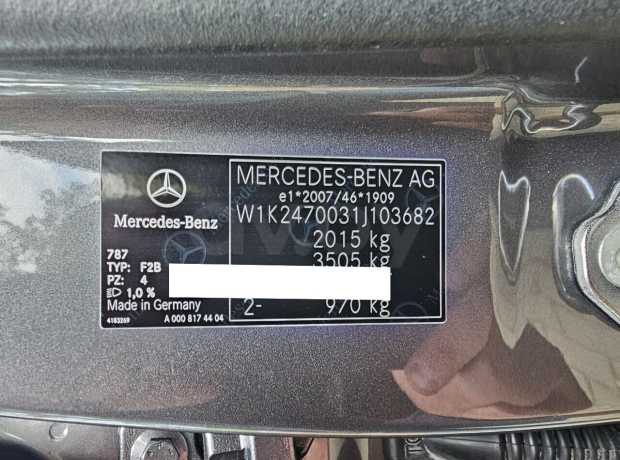 MERCEDES-BENZ AG
e1*2007/46*1909
W1K2470031J103682
2015 kg
3505 kg
2- 970 kg
Mercedes-Benz
787
TYP: F2B
PZ: 4
1,0 %
Made in Germany
4183269 A 000 817 44 04